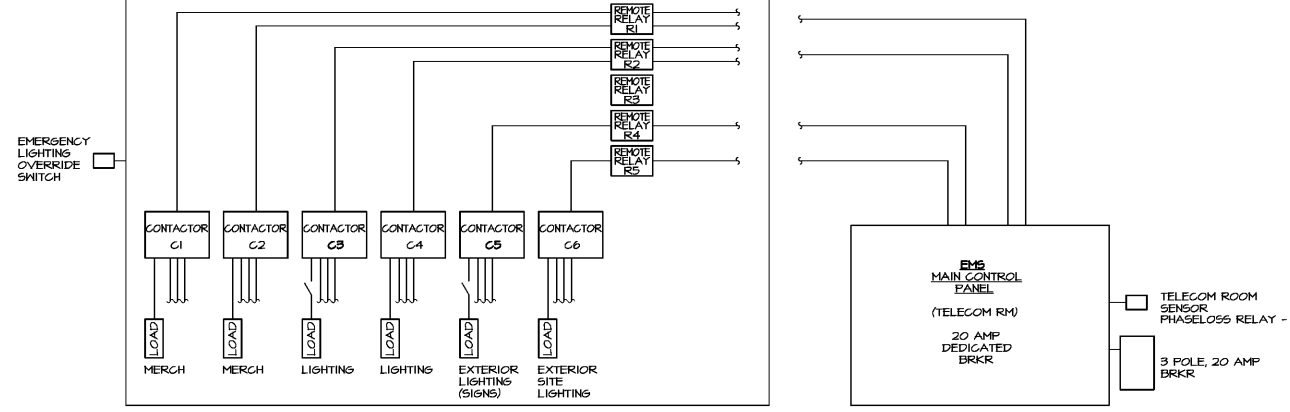 REMOTE
RELAY
R1
REMOTE
RELAY
R2
REMOTE
RELAY
R3
REMOTE
RELAY
R4
REMOTE
RELAY
R5
EMERGENCY
LIGHTING
OVERRIDE
SWITCH
CONTACTOR
C1
CONTACTOR
C2
CONTACTOR
C3
CONTACTOR
C4
CONTACTOR
C5
CONTACTOR
C6
LOAD
LOAD
LOAD
LOAD
LOAD
LOAD
MERCH
MERCH
LIGHTING
LIGHTING
EXTERIOR
LIGHTING
(SIGNS)
EXTERIOR
SITE
LIGHTING
EMS
MAIN CONTROL
PANEL
(TELECOM RM)
20 AMP
DEDICATED
BRKR
TELECOM ROOM
SENSOR
PHASELOSS RELAY -
3 POLE, 20 AMP
BRKR